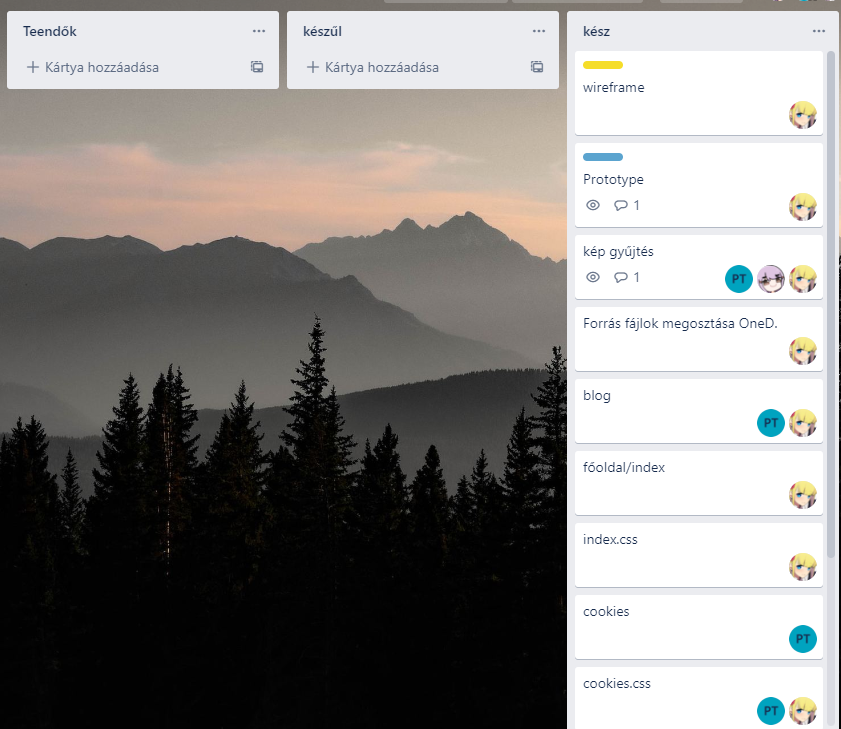 Teendők
Kártya hozzáadása
készűl
Kártya hozzáadása
kész
wireframe
Prototype
1
kép gyűjtés
1
PT
Forrás fájlok megosztása OneD.
blog
PT
főoldal/index
index.css
cookies
PT
cookies.css
PT